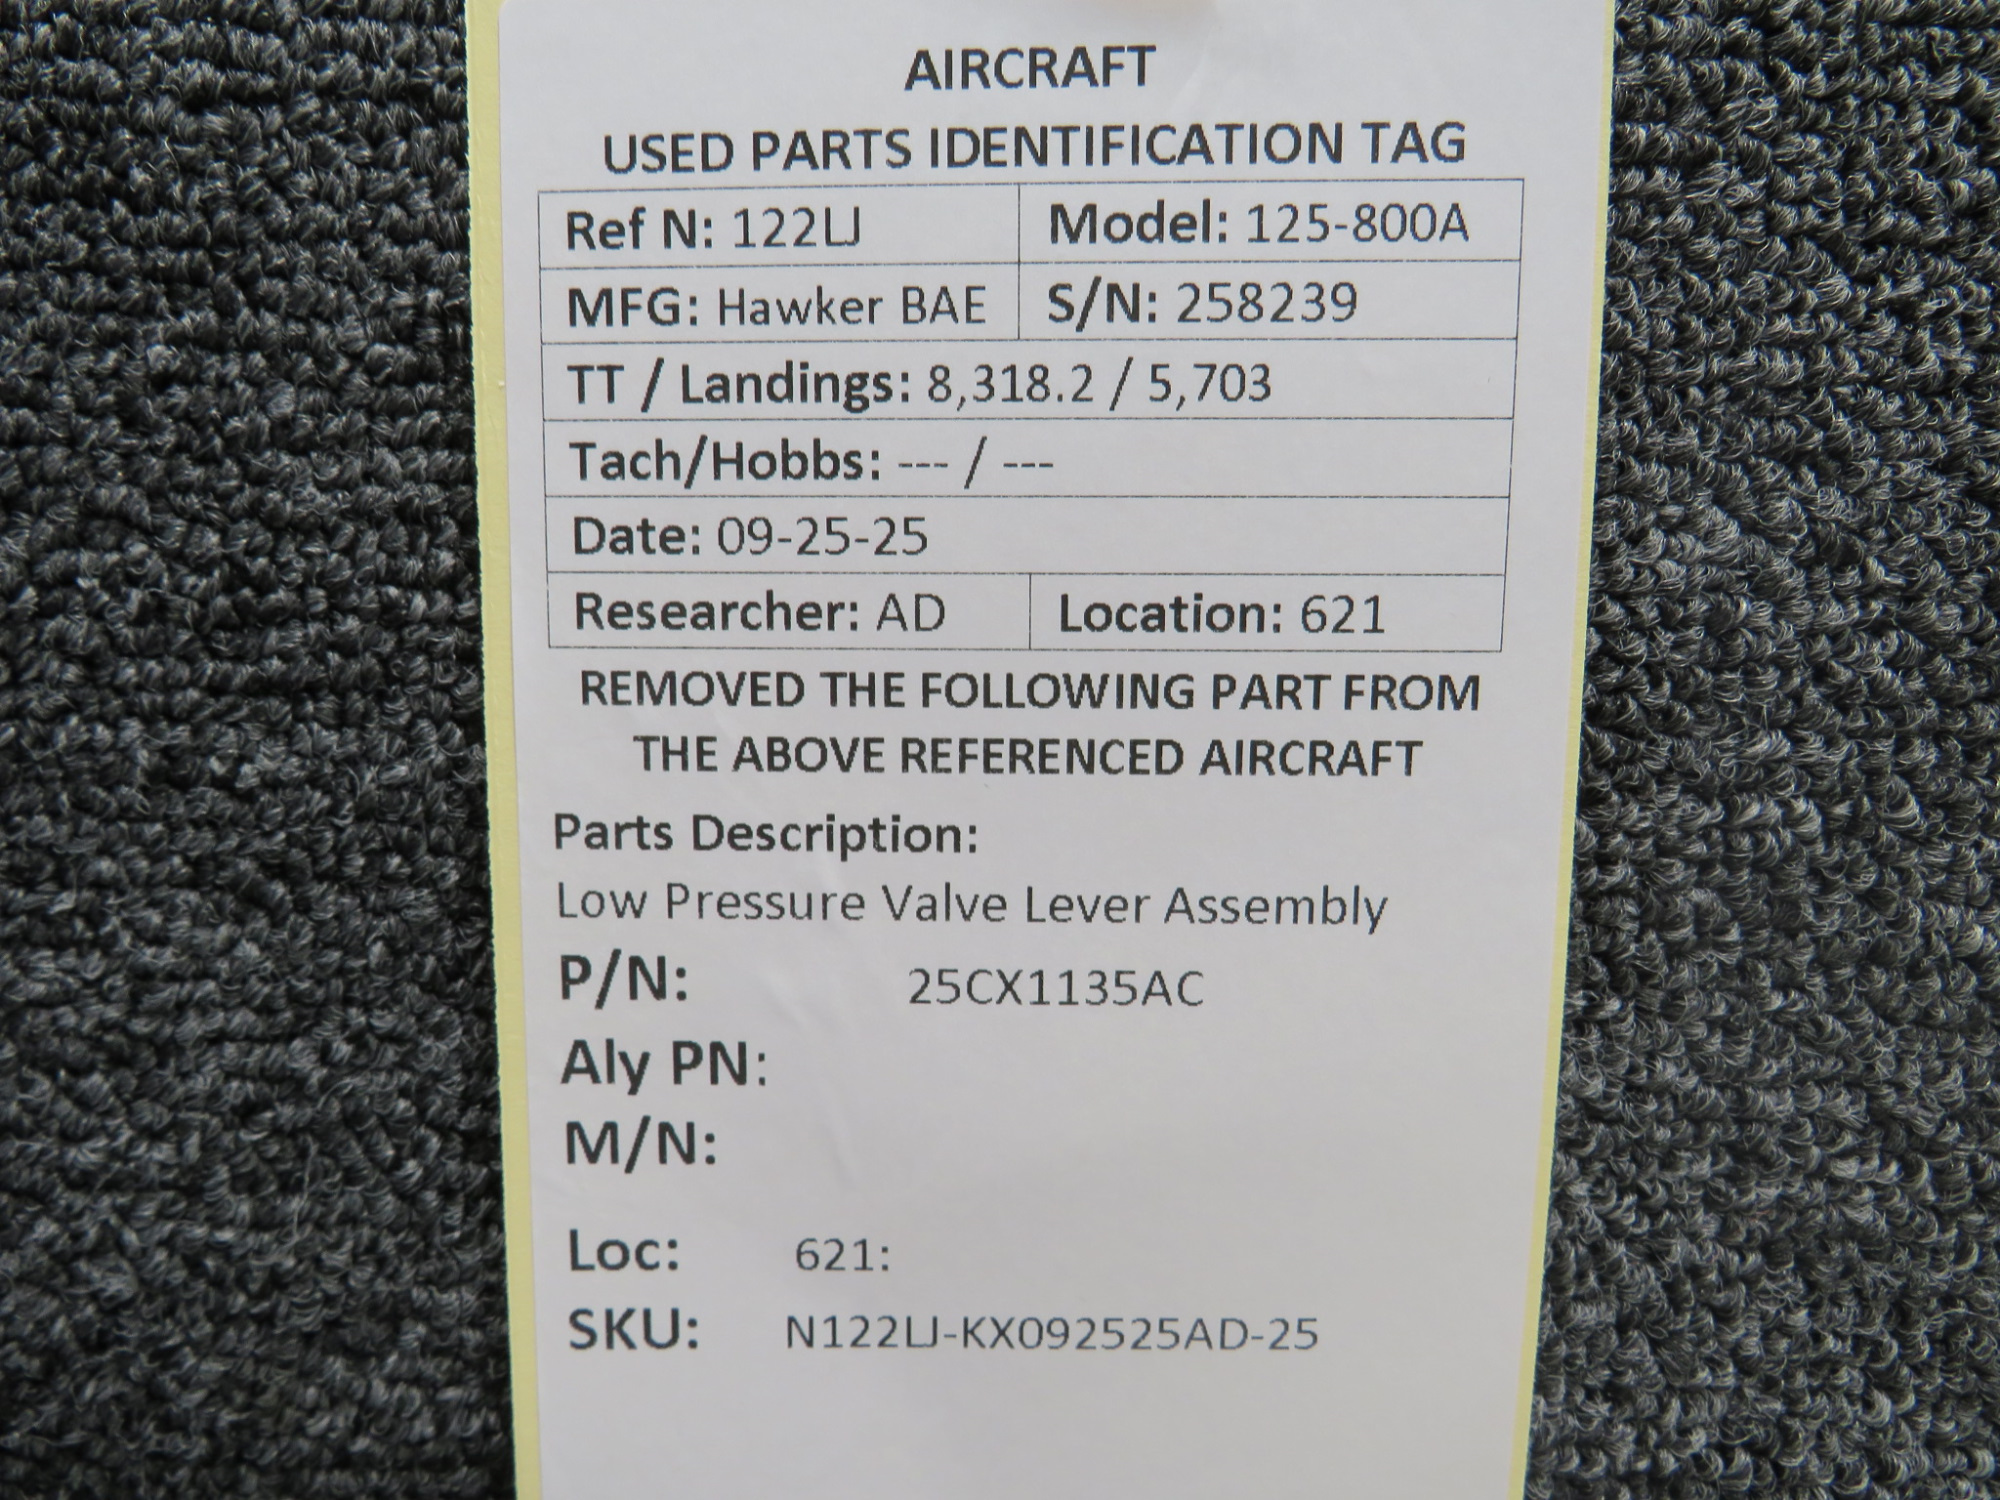 AIRCRAFT
USED PARTS IDENTIFICATION TAG
Ref N: 122LJ Model: 125-800A
MFG: Hawker BAE S/N: 258239
TT / Landings: 8,318.2 / 5,703
Tach/Hobbs: --- / ---
Date: 09-25-25
Researcher: AD Location: 621
REMOVED THE FOLLOWING PART FROM
THE ABOVE REFERENCED AIRCRAFT
Parts Description:
Low Pressure Valve Lever Assembly
P/N: 25CX1135AC
Aly PN:
M/N:
Loc: 621:
SKU: N122LJ-KX092525AD-25